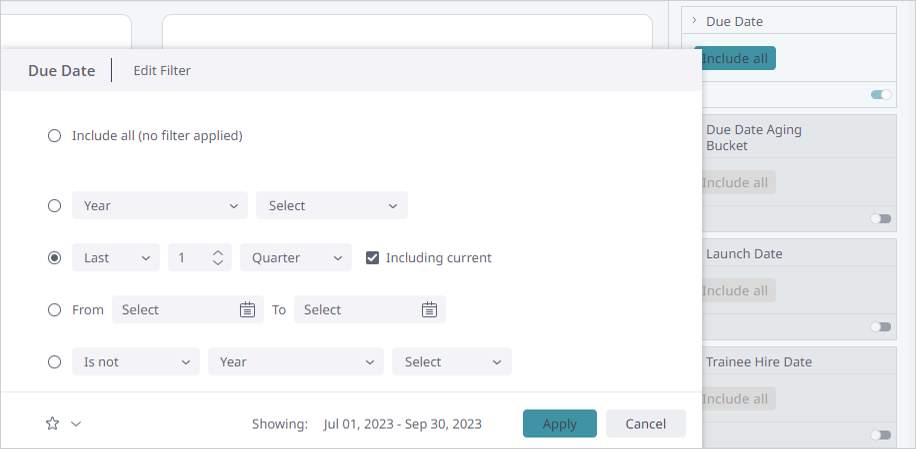 Due Date
Include all
Due Date Edit Filter
Include all (no filter applied)
Year Select
Last 1 Quarter Including current
From Select To Select
Is not Year Select
Showing: Jul 01, 2023 - Sep 30, 2023 Apply Cancel
Due Date Aging
Bucket
Include all
Launch Date
Include all
Trainee Hire Date
Include all